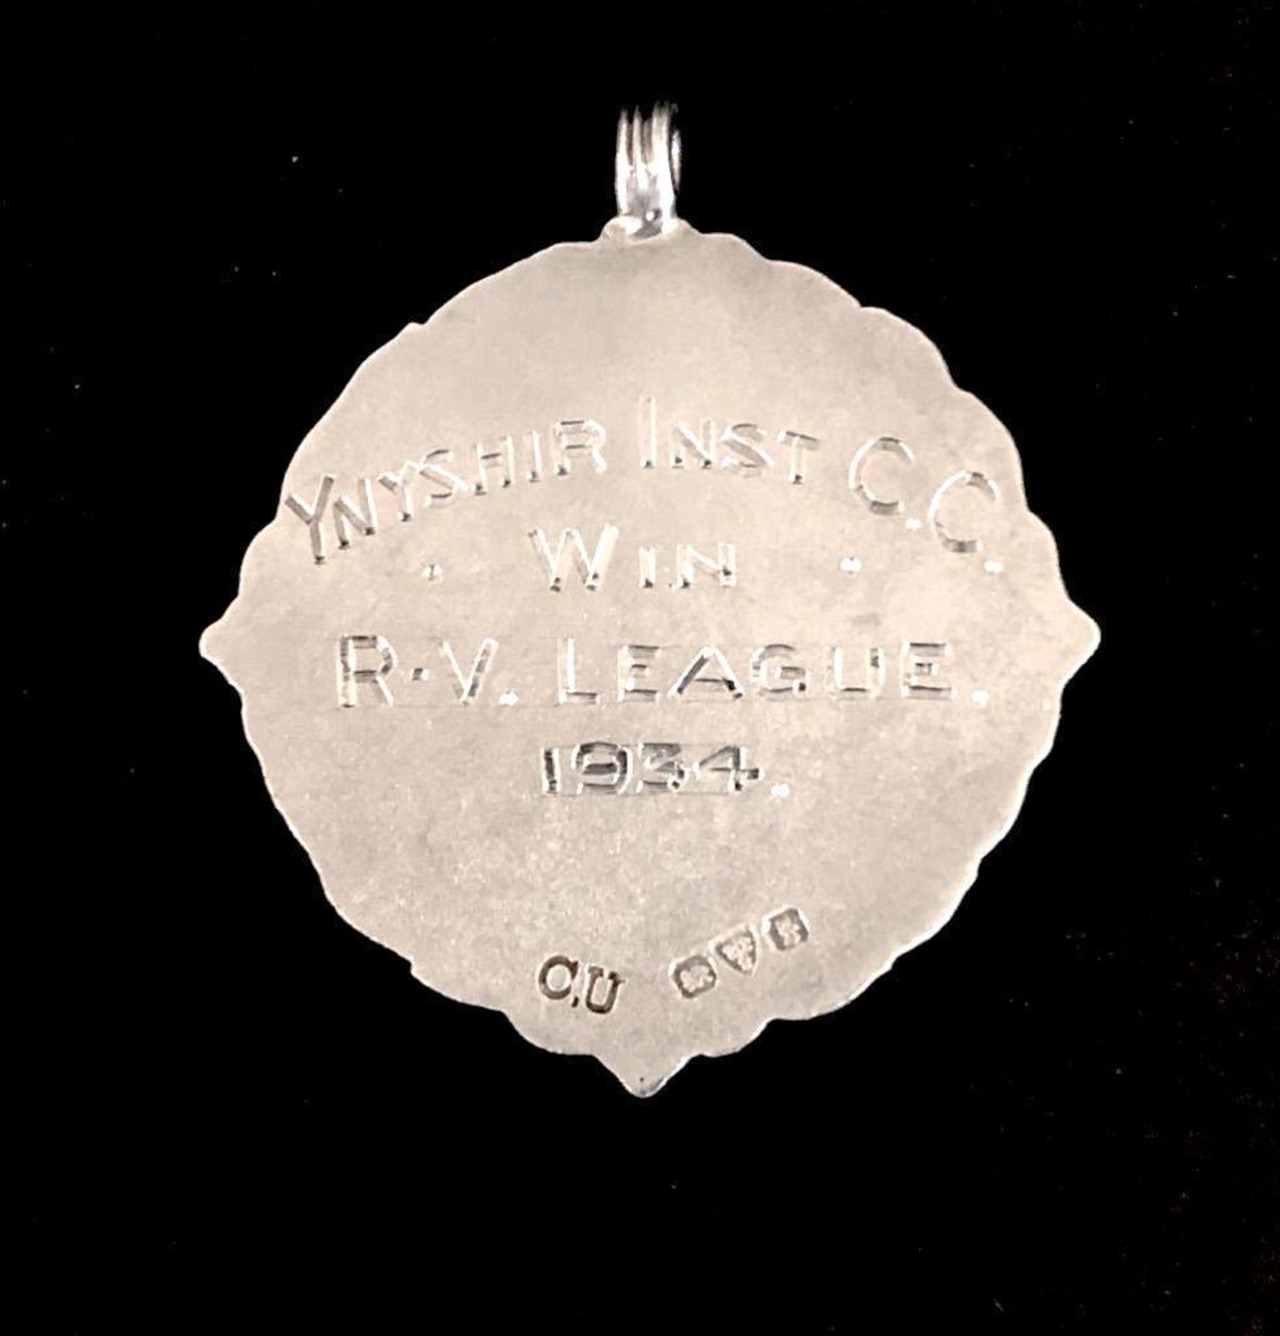 YNYSHIR INST C.C.
· WIN ·
R·V. LEAGUE.
1934.
C.U